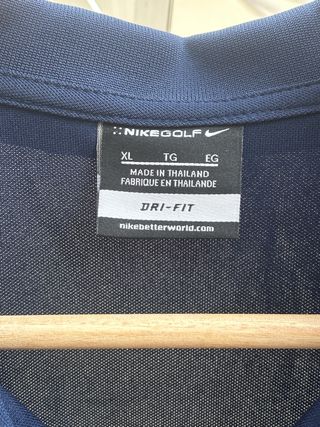 NIKEGOLF
XL TG EG
MADE IN THAILAND
FABRIQUE EN THAILANDE
DRI-FIT
nikebetterworld.com